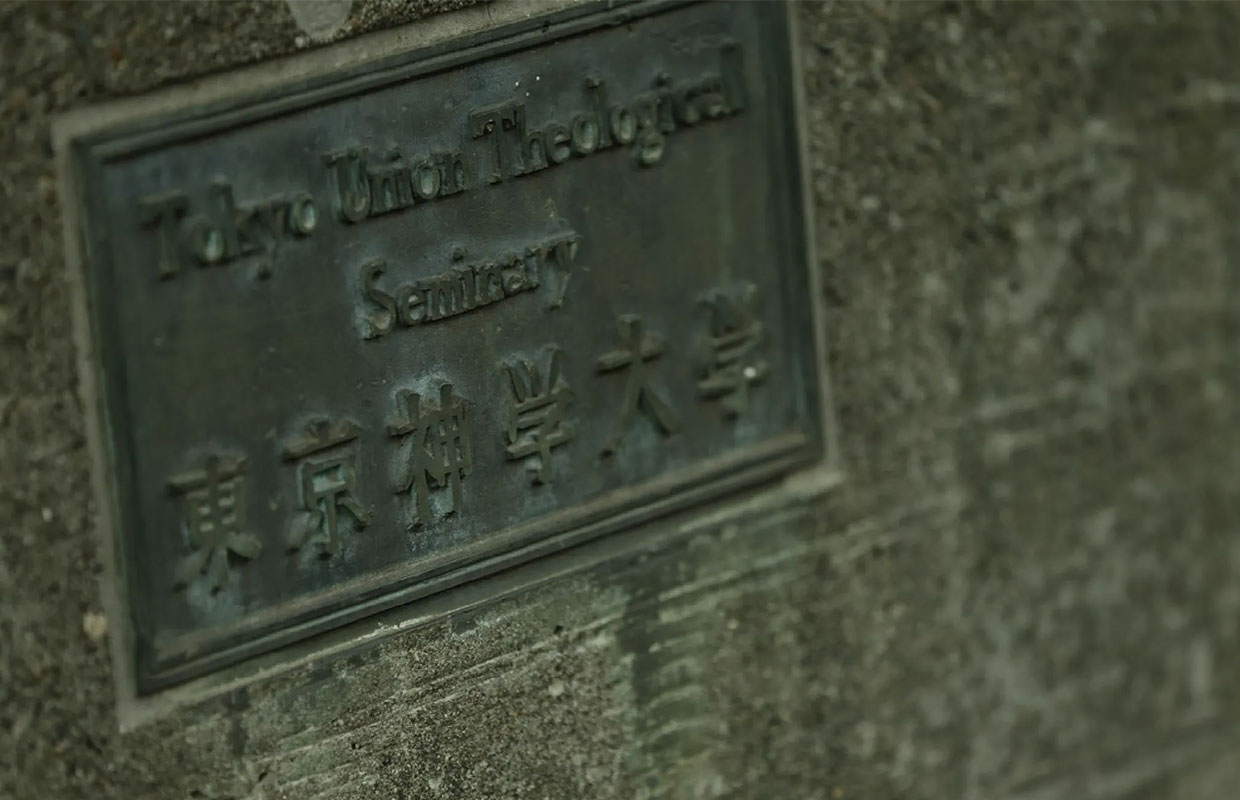 Tokyo Union Theological
Seminary
東京神学大学